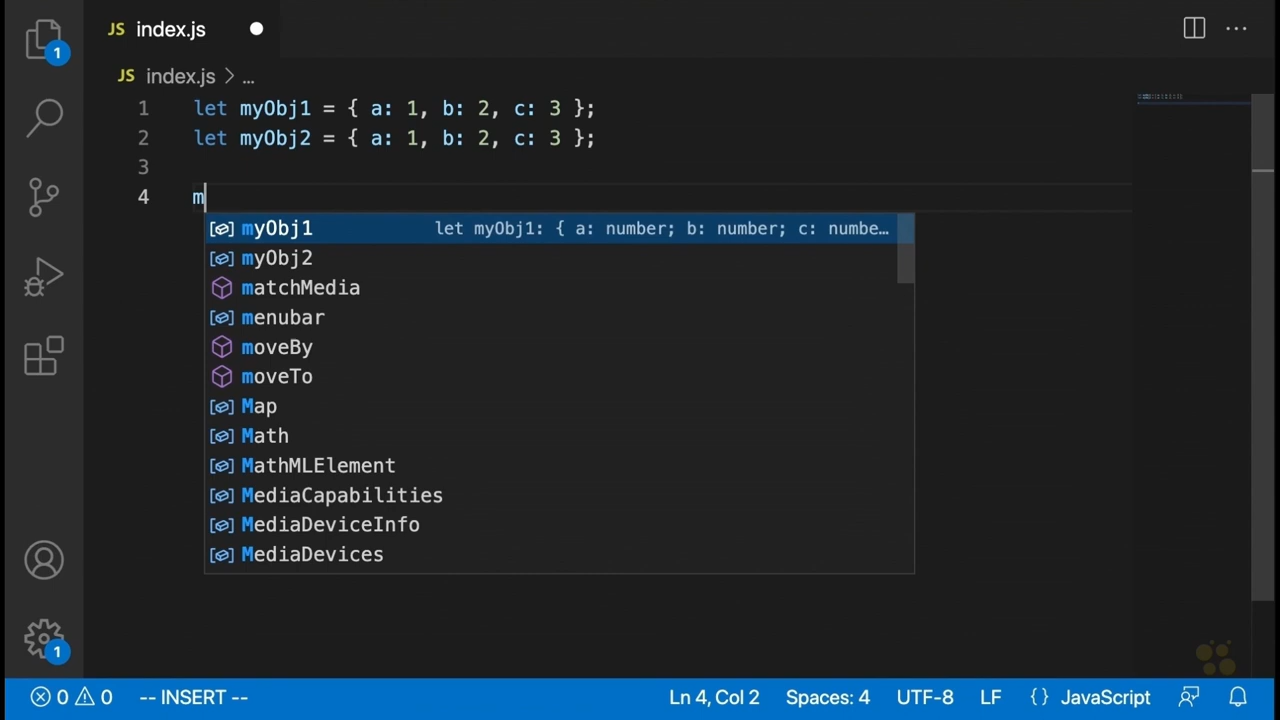 JS index.js
JS index.js > ...
1 let myObj1 = { a: 1, b: 2, c: 3 };
2 let myObj2 = { a: 1, b: 2, c: 3 };
3
4 m
myObj1 let myObj1: { a: number; b: number; c: numbe…
myObj2
matchMedia
menubar
moveBy
moveTo
Map
Math
MathMLElement
MediaCapabilities
MediaDeviceInfo
MediaDevices
1
1
0 0 -- INSERT -- Ln 4, Col 2 Spaces: 4 UTF-8 LF {} JavaScript